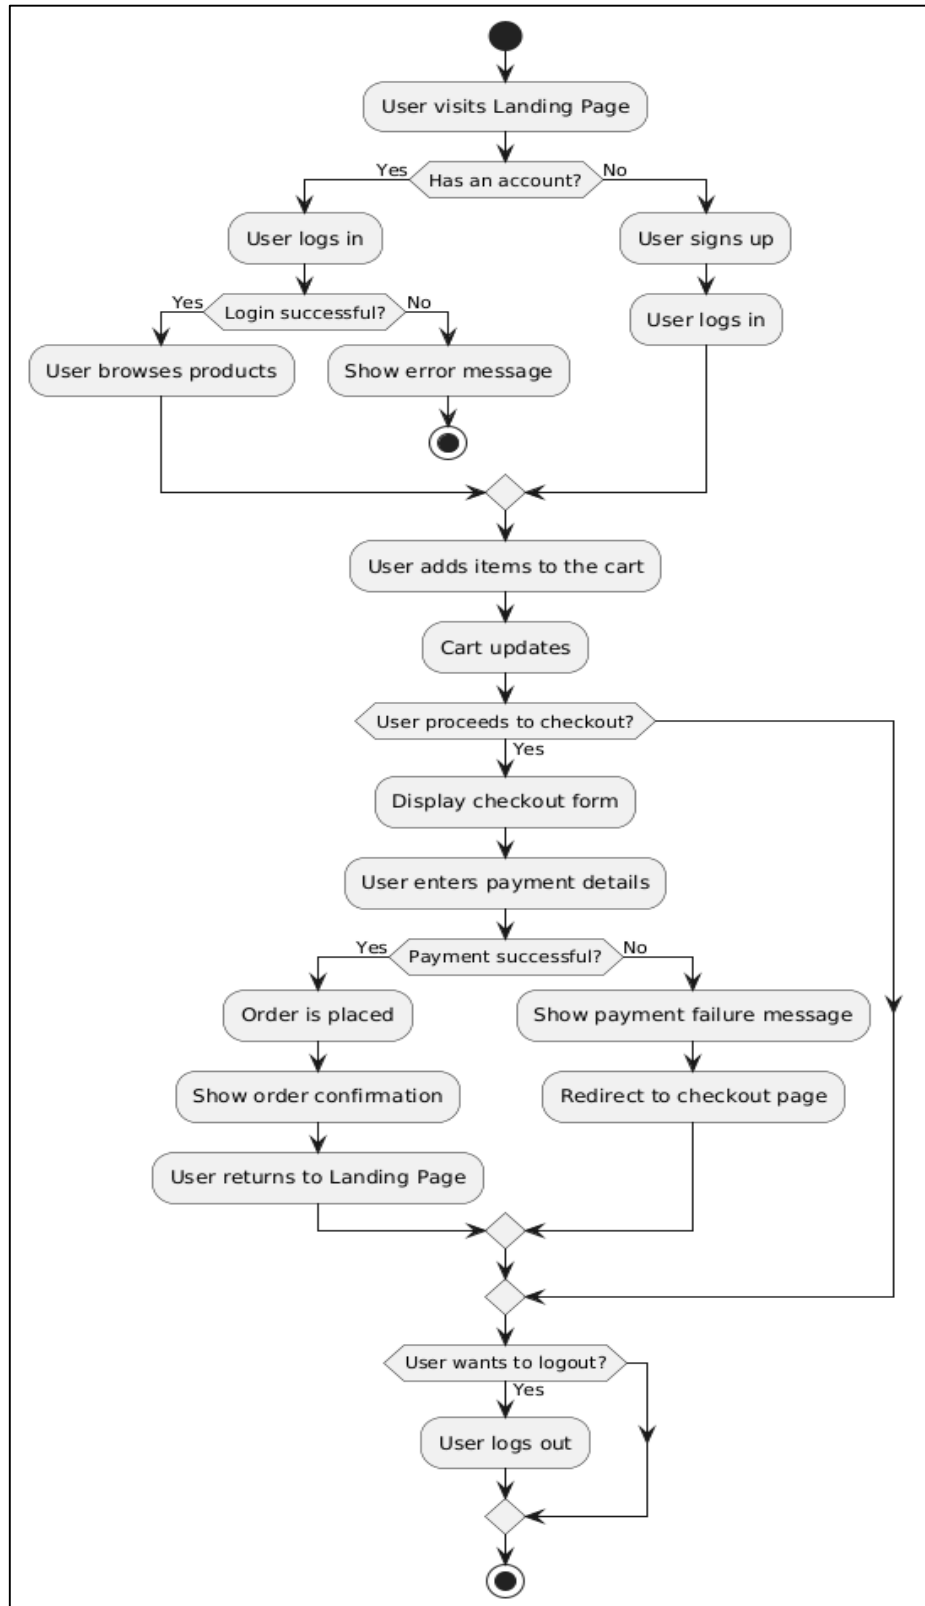 User visits Landing Page
Yes
Has an account?
No
User logs in
User signs up
Yes
Login successful?
No
User logs in
User browses products
Show error message
User adds items to the cart
Cart updates
User proceeds to checkout?
Yes
Display checkout form
User enters payment details
Yes
Payment successful?
No
Order is placed
Show payment failure message
Show order confirmation
Redirect to checkout page
User returns to Landing Page
User wants to logout?
Yes
User logs out